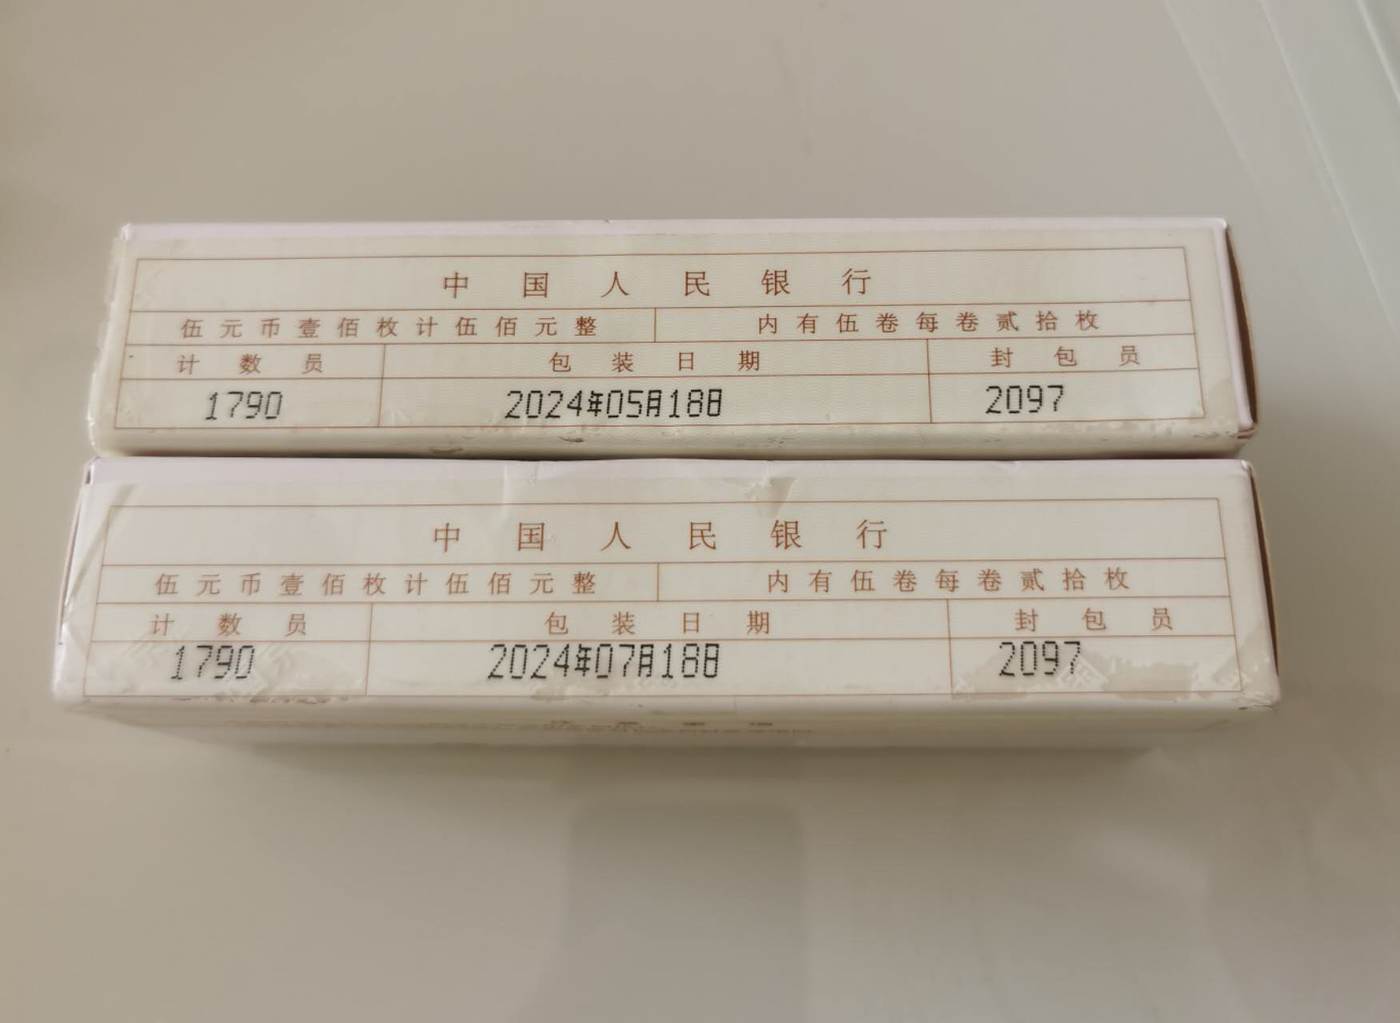 中国人民银行
伍元币壹佰枚计伍佰元整 内有伍卷每卷贰拾枚
计数员 包装日期 封包员
1790 2024年05月18日 2097
中国人民银行
伍元币壹佰枚计伍佰元整 内有伍卷每卷贰拾枚
计数员 包装日期 封包员
1790 2024年07月18日 2097